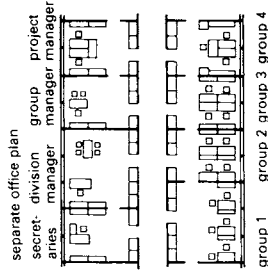 separate office plan
secret-
aries
division
manager
group
manager
project
manager
group 1
group 2
group 3
group 4